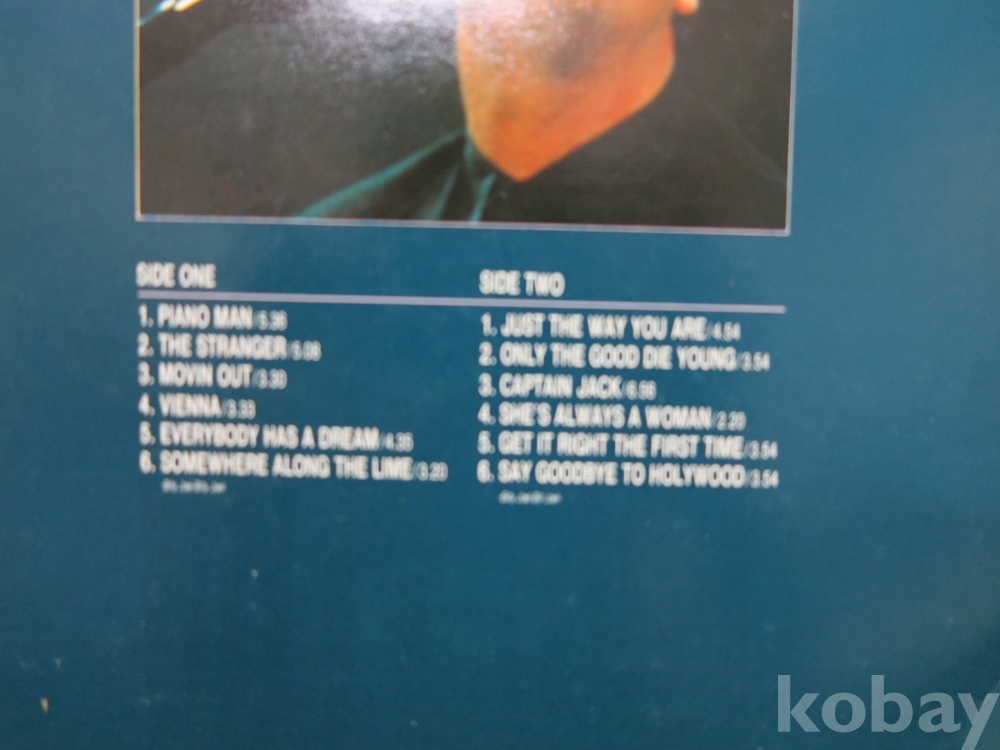 SIDE ONE
1. PIANO MAN/5.36
2. THE STRANGER/5.08
3. MOVIN OUT/3.30
4. VIENNA/3.33
5. EVERYBODY HAS A DREAM/4.35
6. SOMEWHERE ALONG THE LIME/3.20
SIDE TWO
1. JUST THE WAY YOU ARE/4.54
2. ONLY THE GOOD DIE YOUNG/3.54
3. CAPTAIN JACK/6.56
4. SHE'S ALWAYS A WOMAN/2.20
5. GET IT RIGHT THE FIRST TIME/3.54
6. SAY GOODBYE TO HOLYWOOD/3.54
kobay